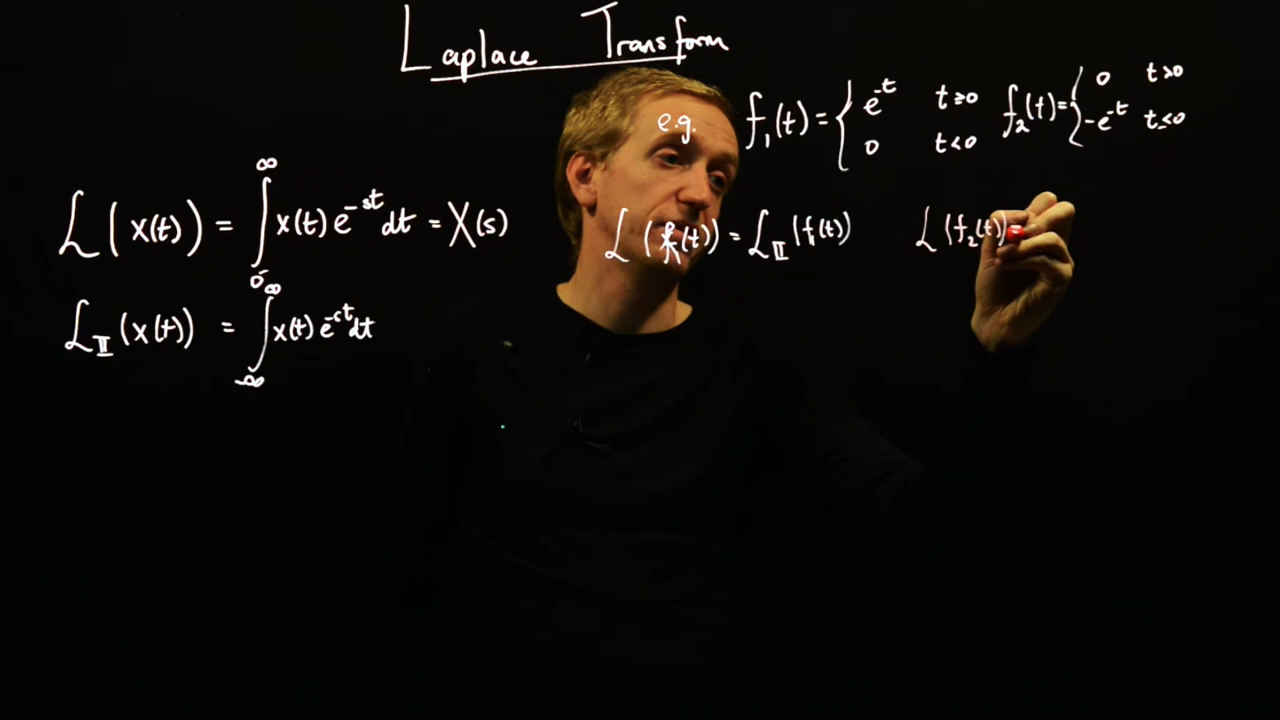 Laplace Transform
e.g. f₁(t) = { e^-t t≥0
0 t<0
f₂(t) = { 0 t>0
-e^-t t≤0
ℒ(x(t)) = ∫₀₋^∞ x(t) e^-st dt = X(s)
ℒ_II(x(t)) = ∫_-∞^∞ x(t) e^-st dt
ℒ(f₁(t)) = ℒ_II(f₁(t))
ℒ(f₂(t)) =